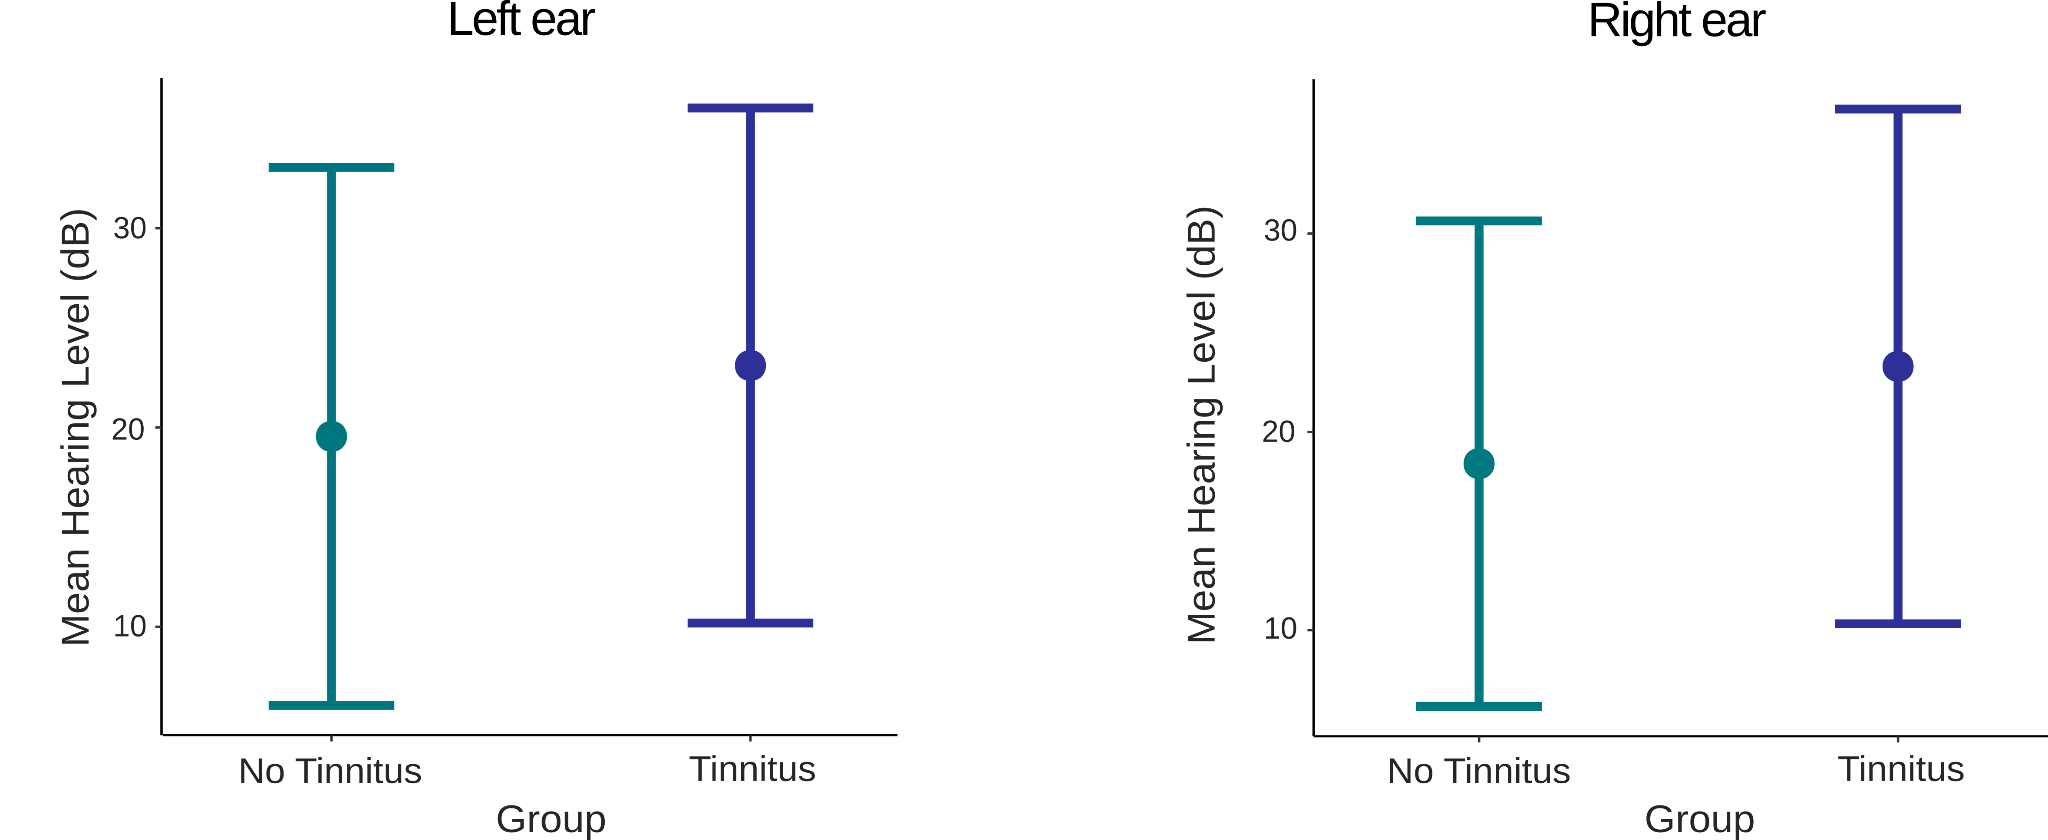 Left ear
Mean Hearing Level (dB)
30
20
10
No Tinnitus
Tinnitus
Group
Right ear
Mean Hearing Level (dB)
30
20
10
No Tinnitus
Tinnitus
Group